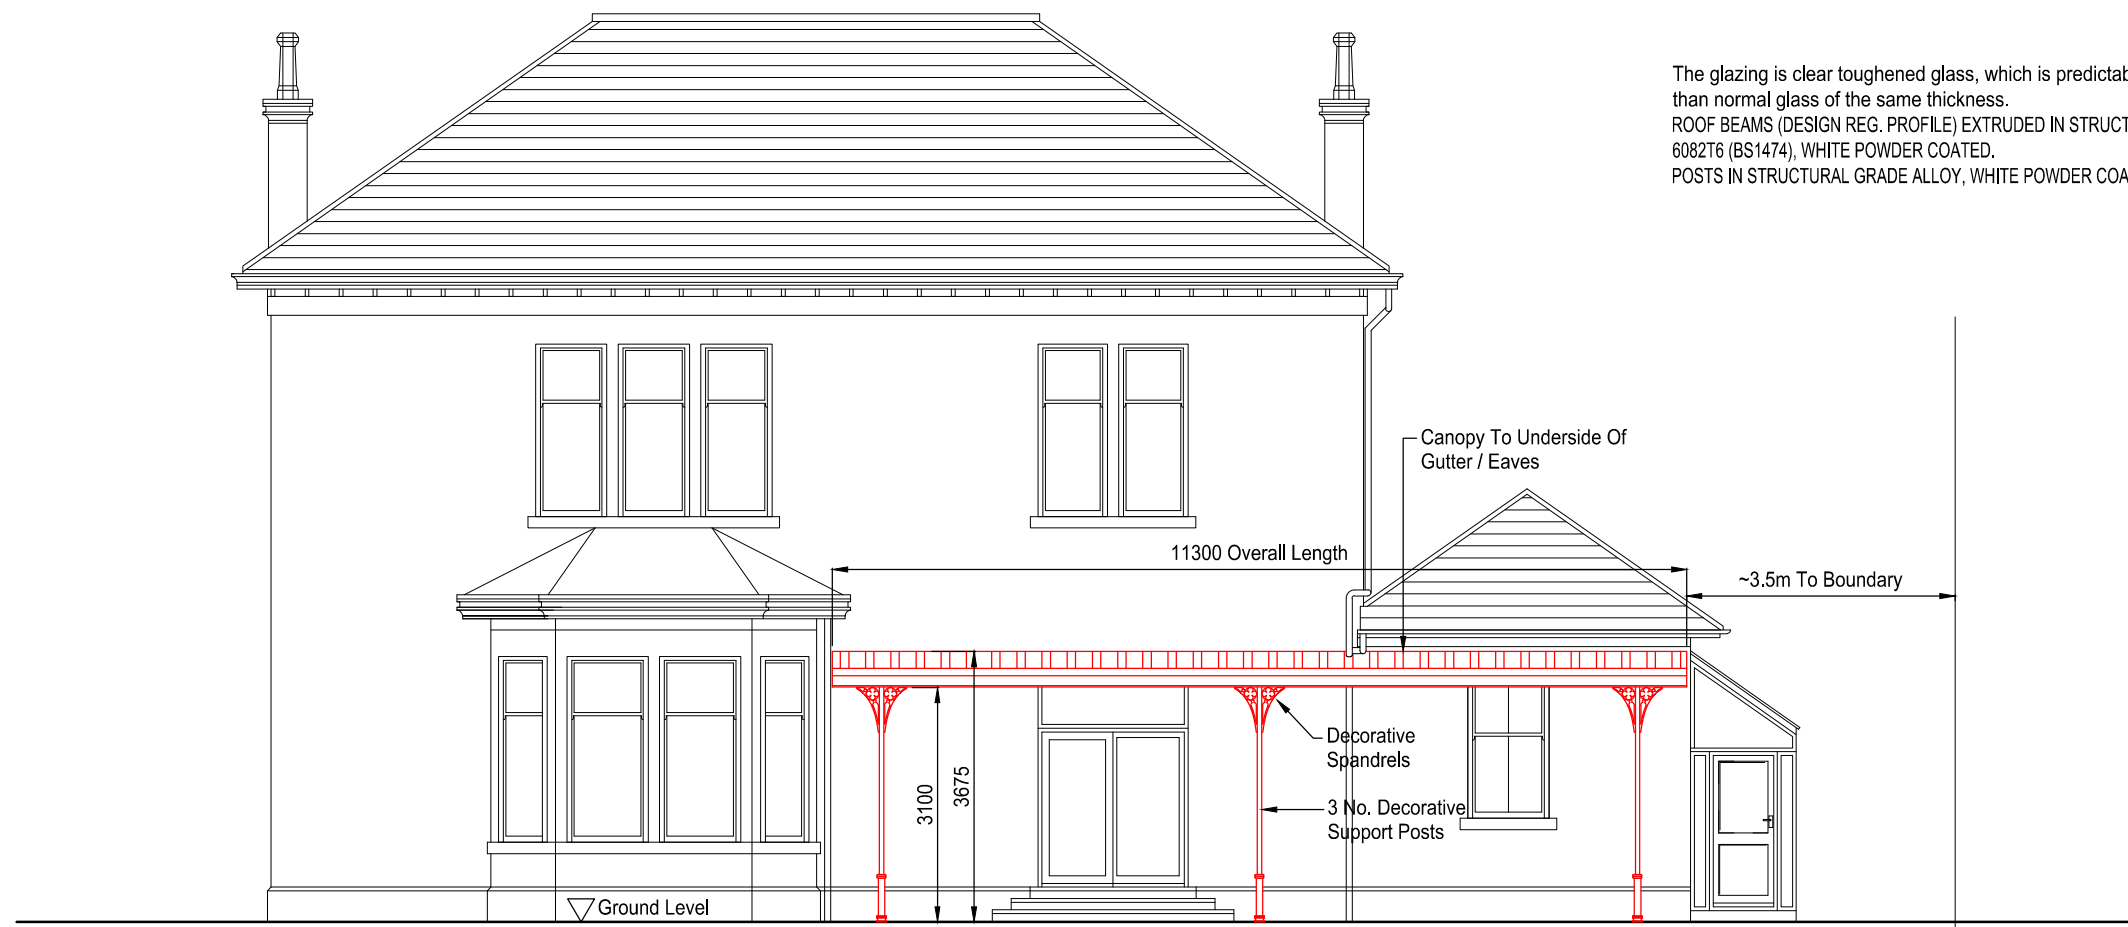 The glazing is clear toughened glass, which is
than normal glass of the same thickness.
ROOF BEAMS (DESIGN REG. PROFILE) EXTRUDED IN
6082T6 (BS1474), WHITE POWDER COATED.
POSTS IN STRUCTURAL GRADE ALLOY, WHITE POWDER
Canopy To Underside Of
Gutter / Eaves
11300 Overall Length
~3.5m To Boundary
Decorative
Spandrels
3100
3675
3 No. Decorative
Support Posts
Ground Level